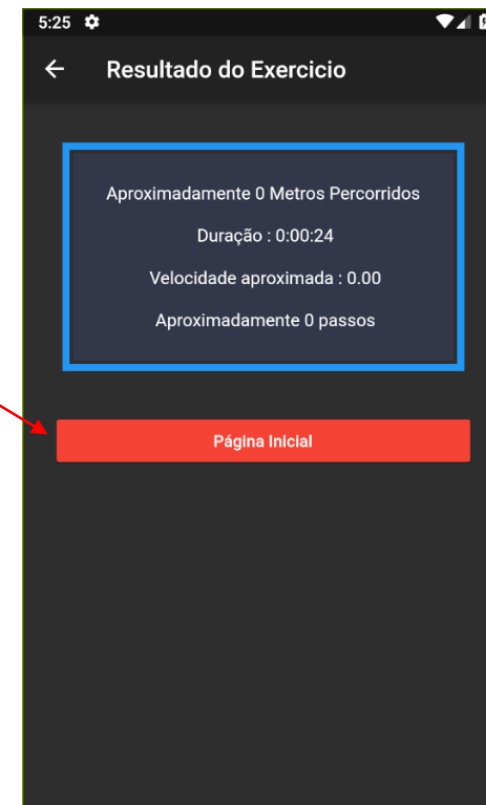 5:25
Resultado do Exercicio
Aproximadamente 0 Metros Percorridos
Duração : 0:00:24
Velocidade aproximada : 0.00
Aproximadamente 0 passos
Página Inicial